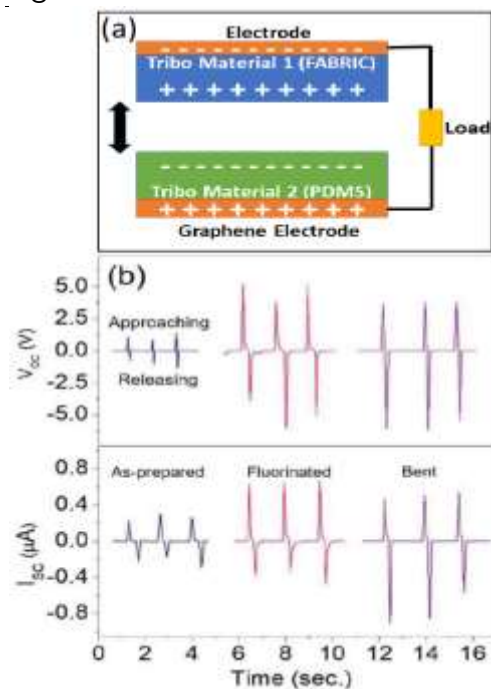 (a)
Electrode
- - - - - - - - -
Tribo Material 1 (FABRIC)
+ + + + + + + + +
Load
- - - - - - - - -
Tribo Material 2 (PDMS)
+ + + + + + + + +
Graphene Electrode
(b)
5.0
2.5
0.0
-2.5
-5.0
Voc (V)
Approaching
Releasing
0.8
0.4
0.0
-0.4
-0.8
ISC (µA)
As-prepared
Fluorinated
Bent
0 2 4 6 8 10 12 14 16
Time (sec.)